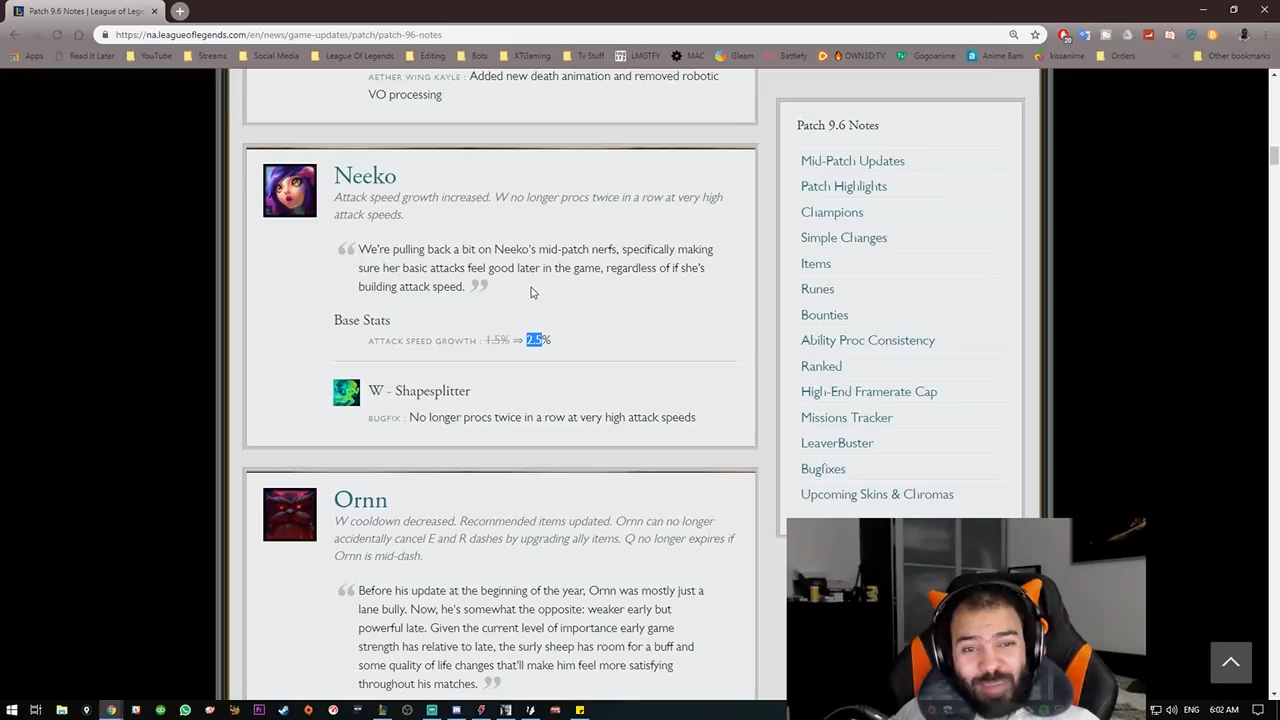 Patch 9.6 Notes | League of Leg
https://na.leagueoflegends.com/en/news/game-updates/patch/patch-96-notes
Apps
Read It Later
YouTube
Streams
Social Media
League Of Legends
Editing
Bots
KTGaming
Tv Stuff
LMGTFY
MAC
Gleam
Battlefy
OWN3D.TV
Gogoanime
Anime Bam
kissanime
Orders
Other bookmarks
AETHER WING KAYLE : Added new death animation and removed robotic
VO processing
Neeko
Attack speed growth increased. W no longer procs twice in a row at very high
attack speeds.
We're pulling back a bit on Neeko's mid-patch nerfs, specifically making
sure her basic attacks feel good later in the game, regardless of if she's
building attack speed.
Base Stats
ATTACK SPEED GROWTH : 1.5% ⇒ 2.5%
W - Shapesplitter
BUGFIX : No longer procs twice in a row at very high attack speeds
Ornn
W cooldown decreased. Recommended items updated. Ornn can no longer
accidentally cancel E and R dashes by upgrading ally items. Q no longer expires if
Ornn is mid-dash.
Before his update at the beginning of the year, Ornn was mostly just a
lane bully. Now, he's somewhat the opposite: weaker early but
powerful late. Given the current level of importance early game
strength has relative to late, the surly sheep has room for a buff and
some quality of life changes that'll make him feel more satisfying
throughout his matches.
Patch 9.6 Notes
Mid-Patch Updates
Patch Highlights
Champions
Simple Changes
Items
Runes
Bounties
Ability Proc Consistency
Ranked
High-End Framerate Cap
Missions Tracker
LeaverBuster
Bugfixes
Upcoming Skins & Chromas
ENG
6:02 AM